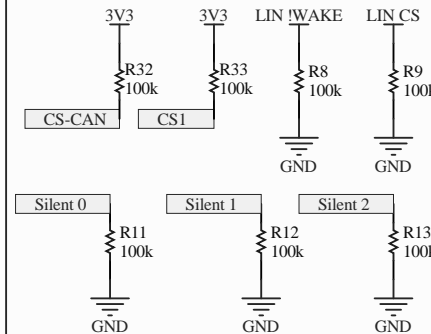 3V3 3V3 LIN !WAKE LIN CS
R32 R33 R8 R9
100k 100k 100k 100k
CS-CAN CS1
GND GND
Silent 0 Silent 1 Silent 2
R11 R12 R13
100k 100k 100k
GND GND GND